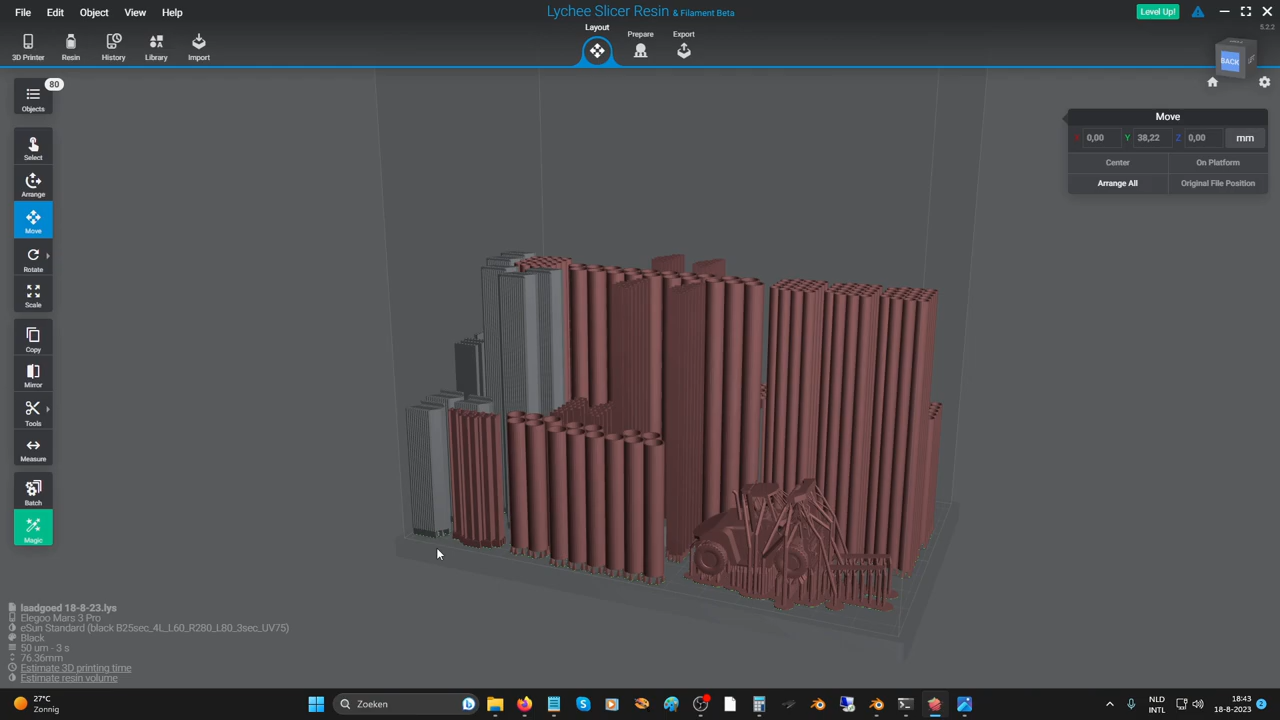 File Edit Object View Help
Lychee Slicer Resin & Filament Beta
Level Up!
5.2.2
3D Printer Resin History Library Import
Layout Prepare Export
BACK
80
Objects
Select
Arrange
Move
Rotate
Scale
Copy
Mirror
Tools
Measure
Batch
Magic
Move
X 0,00 Y 38,22 Z 0,00 mm
Center On Platform
Arrange All Original File Position
laadgoed 18-8-23.lys
Elegoo Mars 3 Pro
eSun Standard (black B25sec_4L_L60_R280_L80_3sec_UV75)
Black
50 um - 3 s
76.36mm
Estimate 3D printing time
Estimate resin volume
27°C
Zonnig
Zoeken
NLD
INTL
18:43
18-8-2023